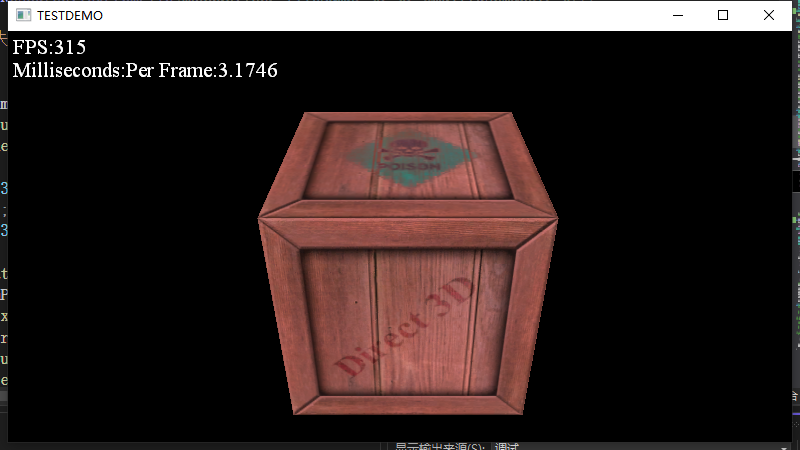 TESTDEMO
FPS:315
Milliseconds:Per Frame:3.1746
POISON
Direct 3D
显示输出来源(S): 调试